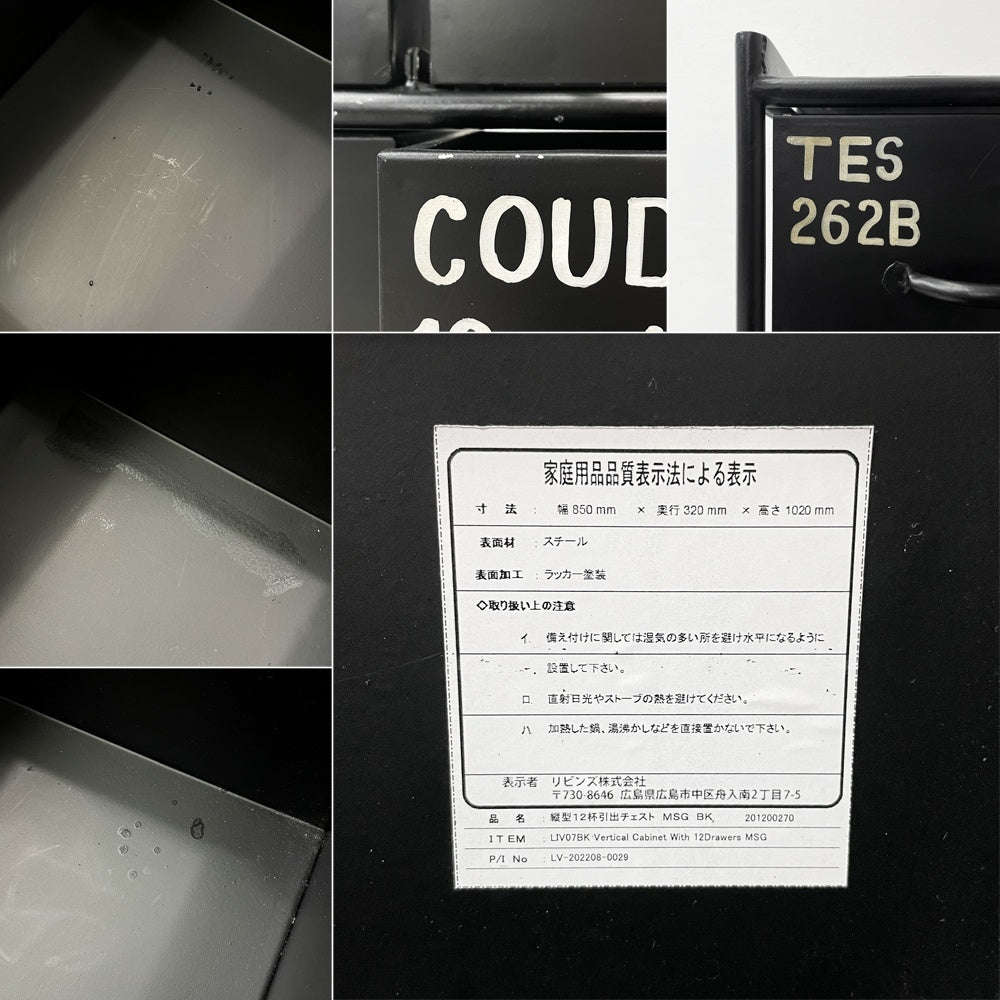 COUD
TES
262B
家庭用品品質表示法による表示
寸 法 : 幅 850 mm × 奥行 320 mm × 高さ 1020 mm
表面材 : スチール
表面加工 : ラッカー塗装
◇取り扱い上の注意
イ. 備え付けに関しては湿気の多い所を避け水平になるように
設置して下さい。
ロ. 直射日光やストーブの熱を避けてください。
ハ 加熱した鍋、湯沸かしなどを直接置かないで下さい。
表示者 リビンズ株式会社
〒730-8646 広島県広島市中区舟入南2丁目7-5
品 名 : 縦型12杯引出チェスト MSG BK 201200270
ITEM : LIV07BK-Vertical Cabinet With 12Drawers MSG
P/I No : LV-202208-0029